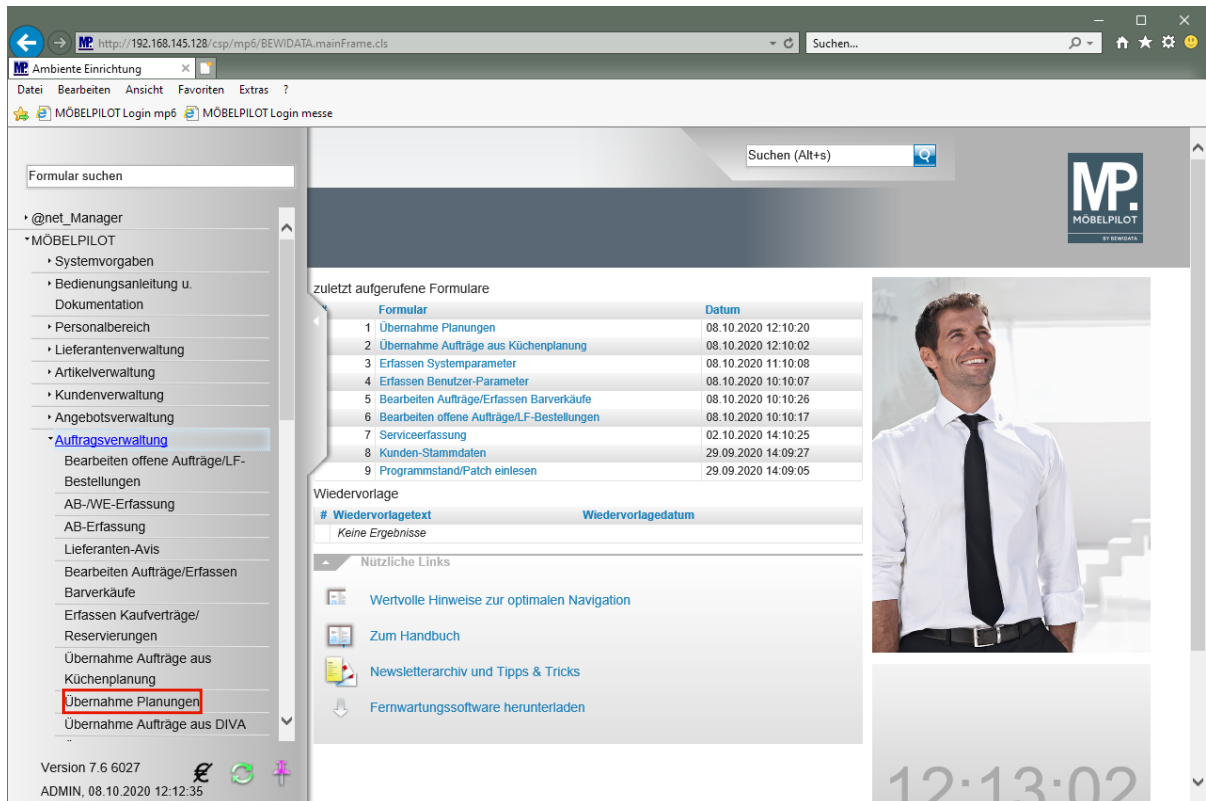 http://192.168.145.128/csp/mp6/BEWIDATA.mainFrame.cls
Suchen...
MP. Ambiente Einrichtung
Datei Bearbeiten Ansicht Favoriten Extras ?
MÖBELPILOT Login mp6 MÖBELPILOT Login messe
Formular suchen
@net_Manager
MÖBELPILOT
Systemvorgaben
Bedienungsanleitung u.
Dokumentation
Personalbereich
Lieferantenverwaltung
Artikelverwaltung
Kundenverwaltung
Angebotsverwaltung
Auftragsverwaltung
Bearbeiten offene Aufträge/LF-
Bestellungen
AB-/WE-Erfassung
AB-Erfassung
Lieferanten-Avis
Bearbeiten Aufträge/Erfassen
Barverkäufe
Erfassen Kaufverträge/
Reservierungen
Übernahme Aufträge aus
Küchenplanung
Übernahme Planungen
Übernahme Aufträge aus DIVA
Version 7.6 6027
ADMIN, 08.10.2020 12:12:35
Suchen (Alt+s)
MP.
MÖBELPILOT
BY BEWIDATA
zuletzt aufgerufene Formulare
# Formular Datum
1 Übernahme Planungen 08.10.2020 12:10:20
2 Übernahme Aufträge aus Küchenplanung 08.10.2020 12:10:02
3 Erfassen Systemparameter 08.10.2020 11:10:08
4 Erfassen Benutzer-Parameter 08.10.2020 10:10:07
5 Bearbeiten Aufträge/Erfassen Barverkäufe 08.10.2020 10:10:26
6 Bearbeiten offene Aufträge/LF-Bestellungen 08.10.2020 10:10:17
7 Serviceerfassung 02.10.2020 14:10:25
8 Kunden-Stammdaten 29.09.2020 14:09:27
9 Programmstand/Patch einlesen 29.09.2020 14:09:05
Wiedervorlage
# Wiedervorlagetext Wiedervorlagedatum
Keine Ergebnisse
Nützliche Links
Wertvolle Hinweise zur optimalen Navigation
Zum Handbuch
Newsletterarchiv und Tipps & Tricks
Fernwartungssoftware herunterladen
12:13:02